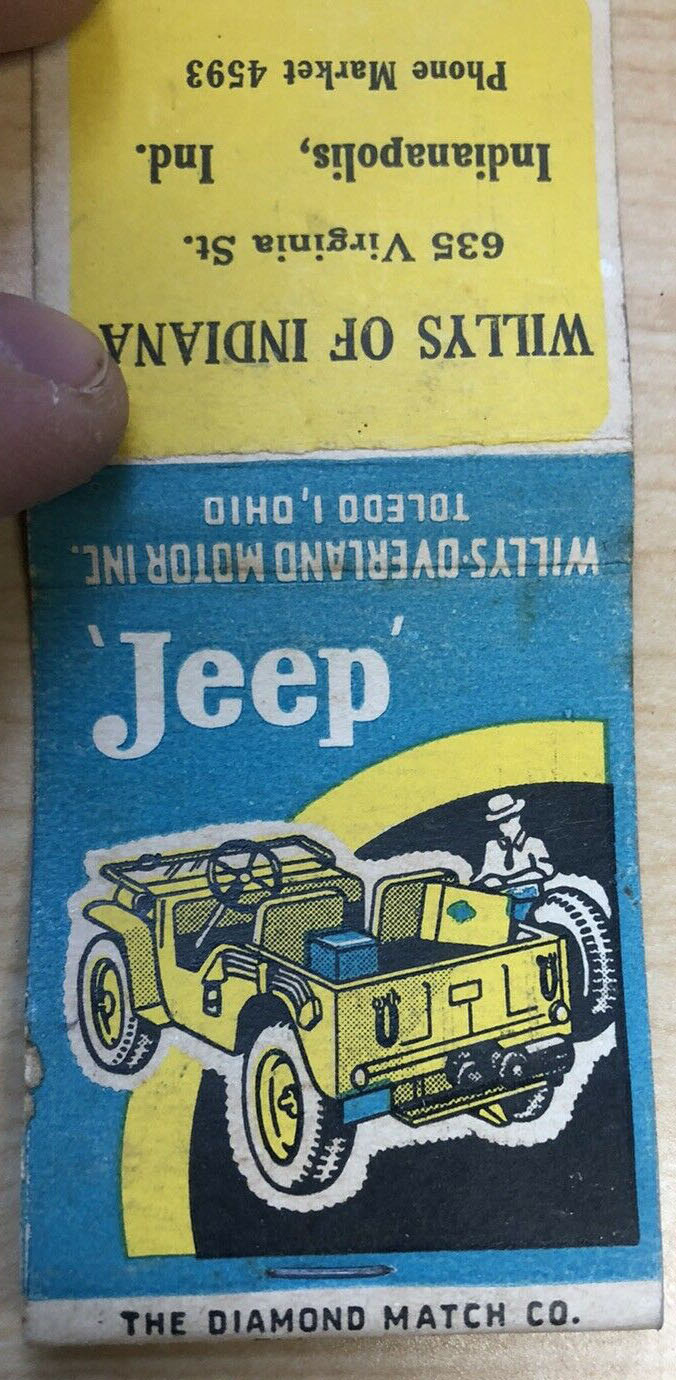 WILLYS OF INDIANA
635 Virginia St.
Indianapolis, Ind.
Phone Market 4593
WILLYS-OVERLAND MOTOR INC.
TOLEDO 1, OHIO
'Jeep'
THE DIAMOND MATCH CO.